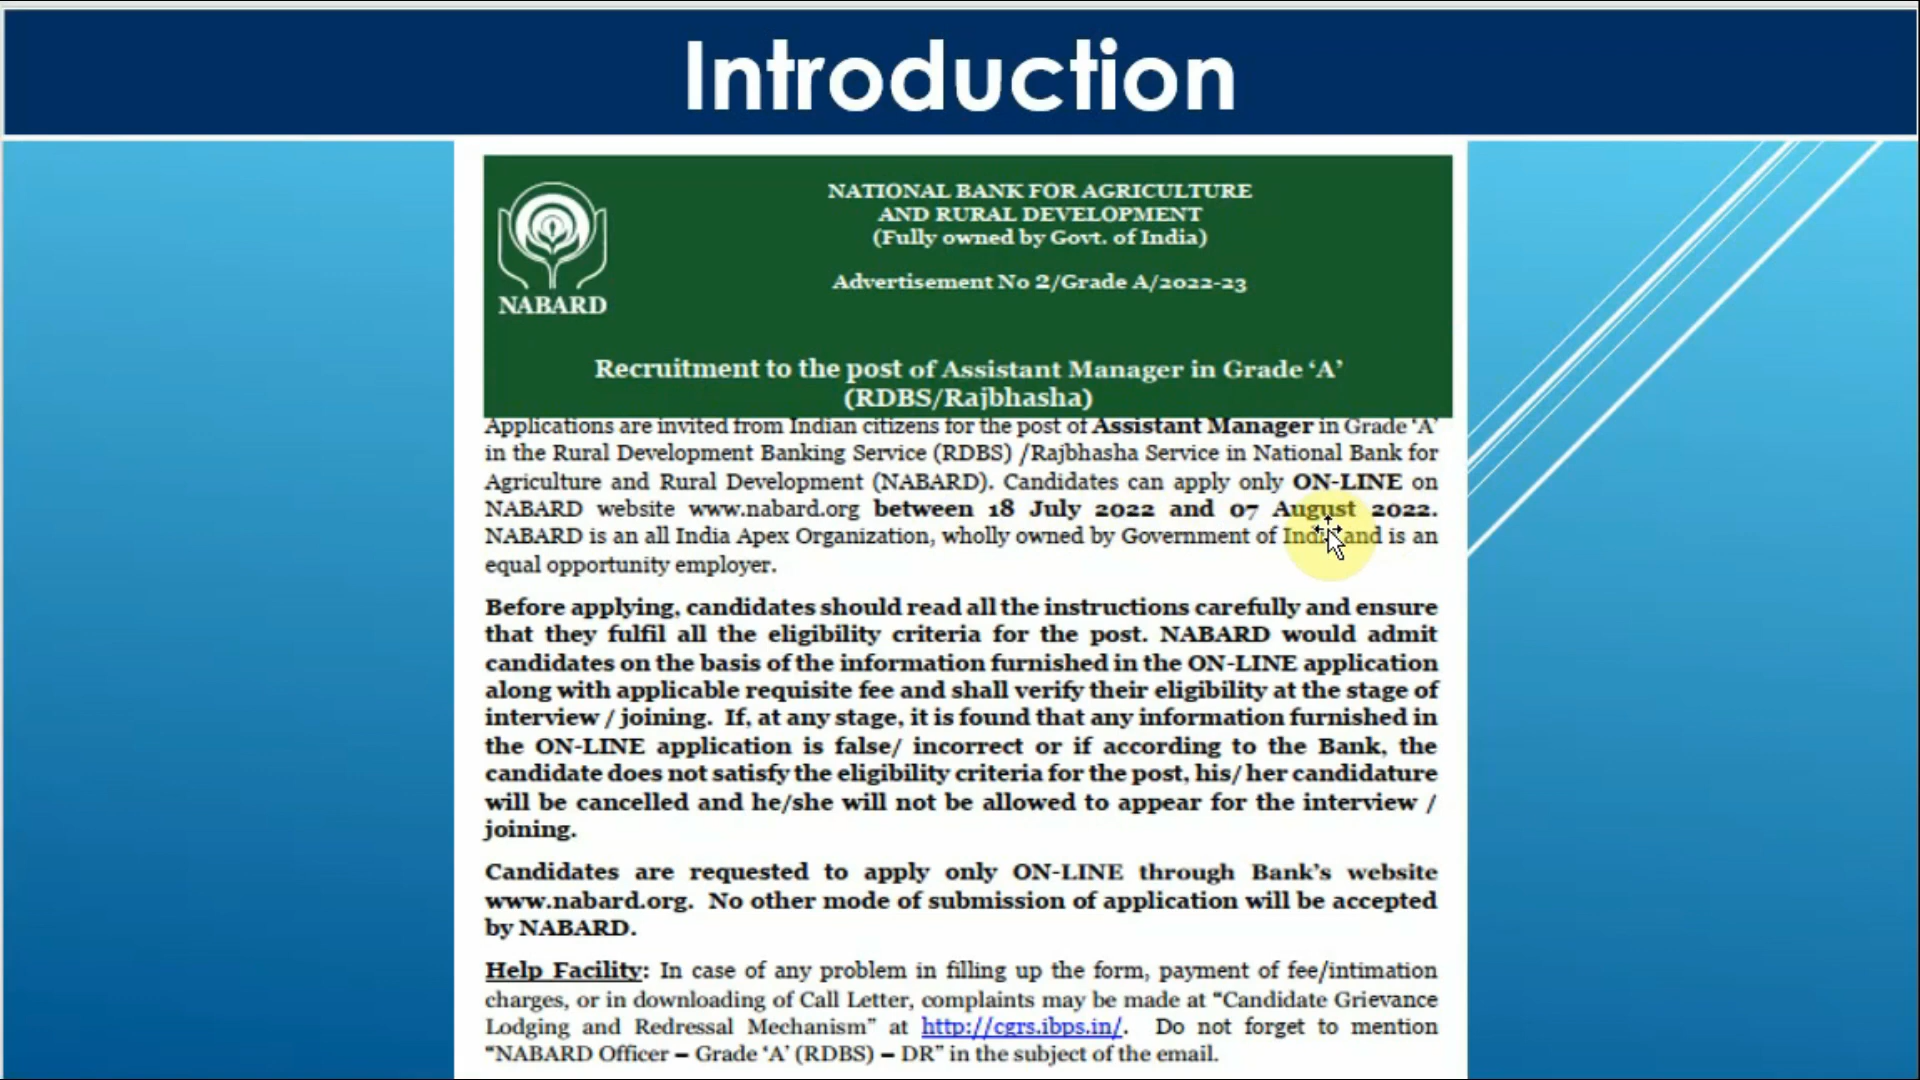 Introduction
NATIONAL BANK FOR AGRICULTURE
AND RURAL DEVELOPMENT
(Fully owned by Govt. of India)
Advertisement No 2/Grade A/2022-23
NABARD
Recruitment to the post of Assistant Manager in Grade ‘A’
(RDBS/Rajbhasha)
Applications are invited from Indian citizens for the post of Assistant Manager in Grade ‘A’
in the Rural Development Banking Service (RDBS) /Rajbhasha Service in National Bank for
Agriculture and Rural Development (NABARD). Candidates can apply only ON-LINE on
NABARD website www.nabard.org between 18 July 2022 and 07 August 2022.
NABARD is an all India Apex Organization, wholly owned by Government of India and is an
equal opportunity employer.
Before applying, candidates should read all the instructions carefully and ensure
that they fulfil all the eligibility criteria for the post. NABARD would admit
candidates on the basis of the information furnished in the ON-LINE application
along with applicable requisite fee and shall verify their eligibility at the stage of
interview / joining. If, at any stage, it is found that any information furnished in
the ON-LINE application is false/ incorrect or if according to the Bank, the
candidate does not satisfy the eligibility criteria for the post, his/ her candidature
will be cancelled and he/she will not be allowed to appear for the interview /
joining.
Candidates are requested to apply only ON-LINE through Bank’s website
www.nabard.org. No other mode of submission of application will be accepted
by NABARD.
Help Facility: In case of any problem in filling up the form, payment of fee/intimation
charges, or in downloading of Call Letter, complaints may be made at “Candidate Grievance
Lodging and Redressal Mechanism” at http://cgrs.ibps.in/. Do not forget to mention
“NABARD Officer – Grade ‘A’ (RDBS) – DR” in the subject of the email.